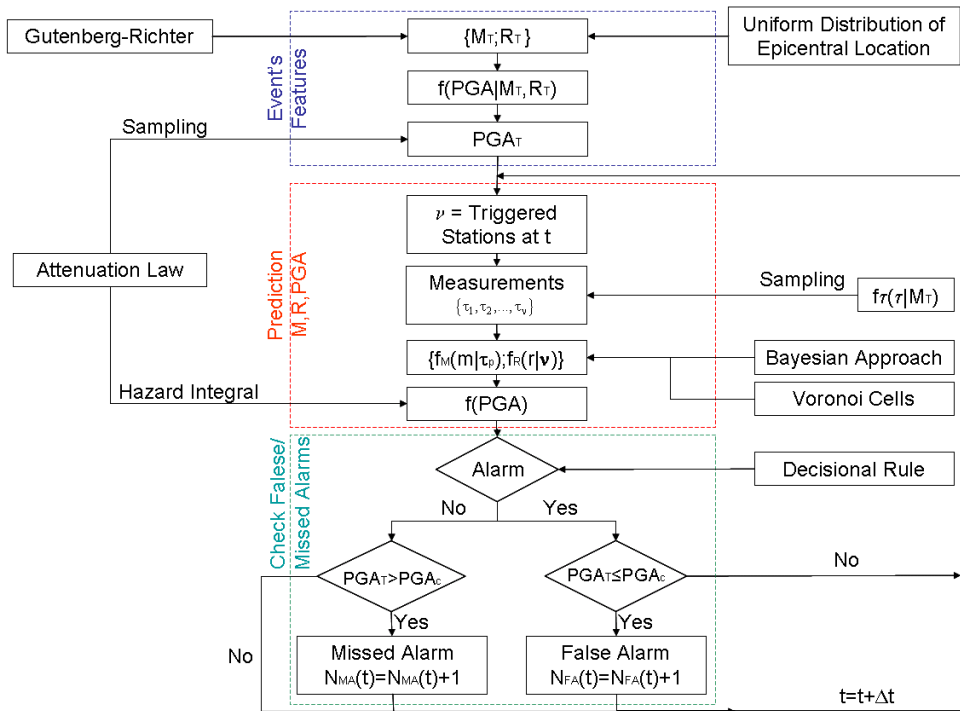 Gutenberg-Richter
{MT;RT}
Uniform Distribution of
Epicentral Location
Event's
Features
f(PGA|MT,RT)
Sampling
PGAT
ν = Triggered
Stations at t
Attenuation Law
Prediction
M,R,PGA
Measurements
{τ1,τ2,...,τν}
Sampling
fτ(τ|MT)
{fM(m|τp);fR(r|ν)}
Bayesian Approach
Voronoi Cells
Hazard Integral
f(PGA)
Check Falese/
Missed Alarms
Alarm
Decisional Rule
No
Yes
PGAT>PGAc
PGAT≤PGAc
No
Yes
Yes
No
Missed Alarm
NMA(t)=NMA(t)+1
False Alarm
NFA(t)=NFA(t)+1
t=t+Δt